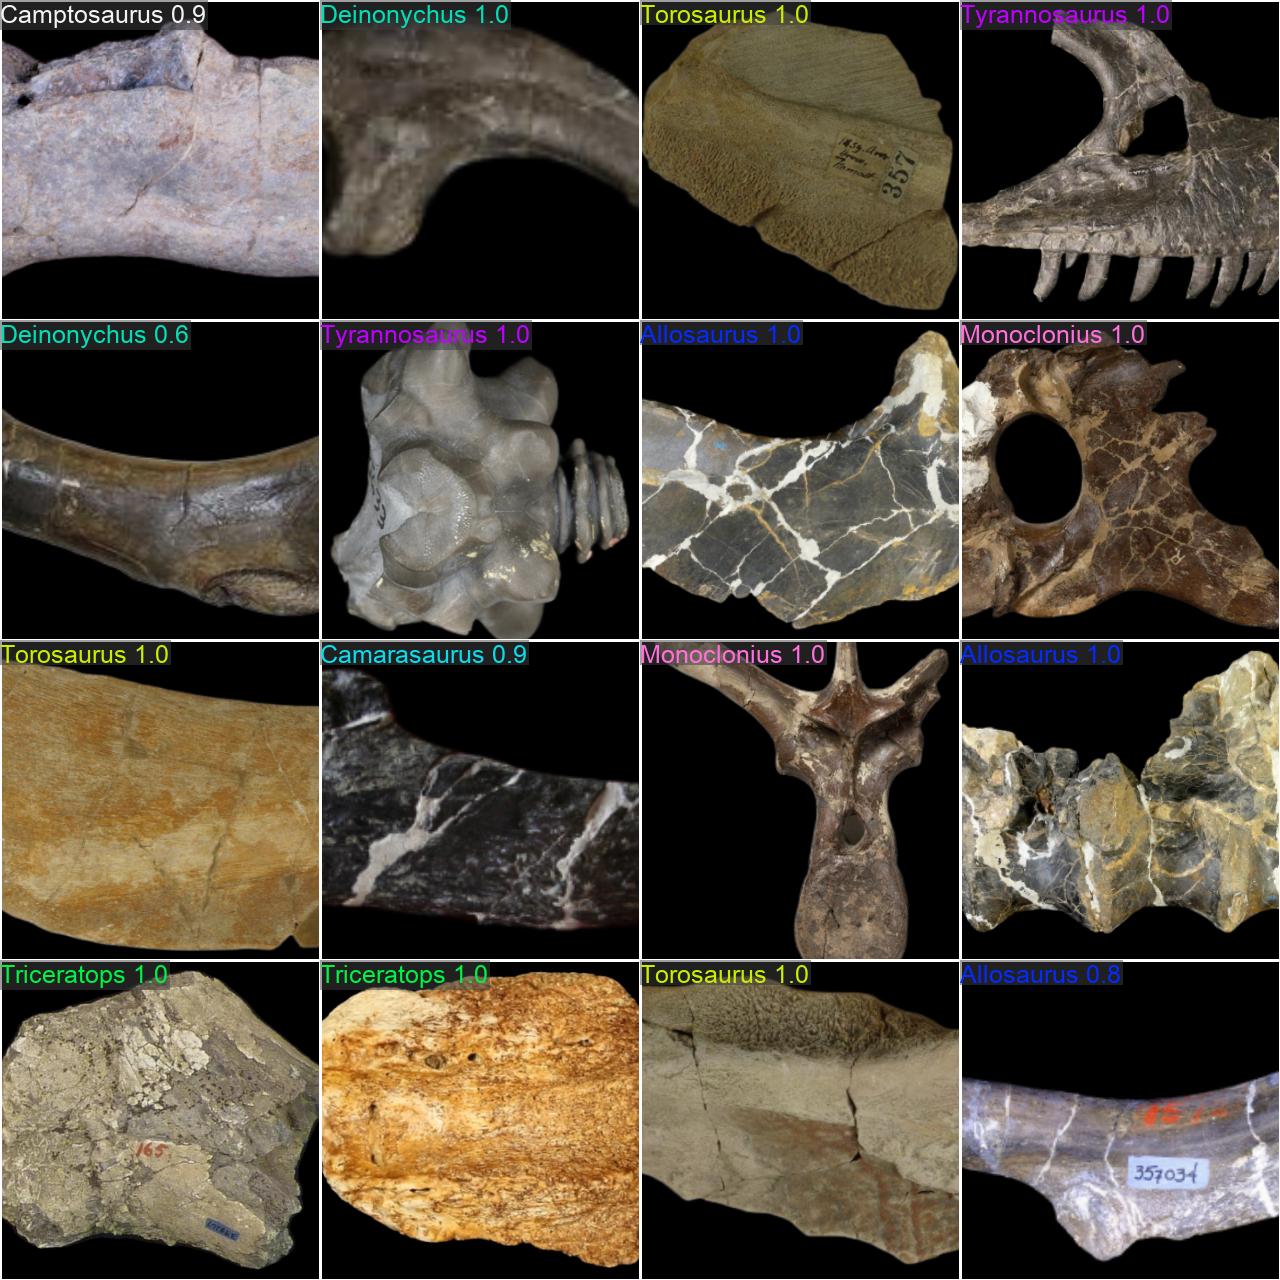 Camptosaurus 0.9
Deinonychus 1.0
Torosaurus 1.0
357
Tyrannosaurus 1.0
Deinonychus 0.6
Tyrannosaurus 1.0
Allosaurus 1.0
Monoclonius 1.0
Torosaurus 1.0
Camarasaurus 0.9
Monoclonius 1.0
Allosaurus 1.0
Triceratops 1.0
165
Triceratops 1.0
Torosaurus 1.0
Allosaurus 0.8
357034